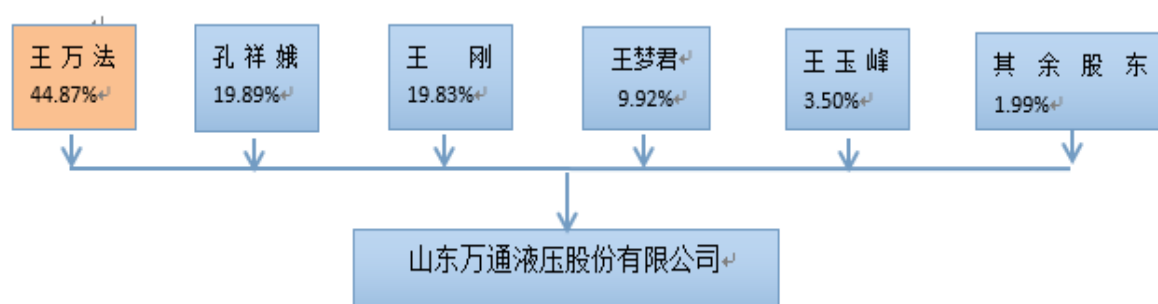 王万法
44.87%
孔祥娥
19.89%
王刚
19.83%
王梦君
9.92%
王玉峰
3.50%
其余股东
1.99%
山东万通液压股份有限公司